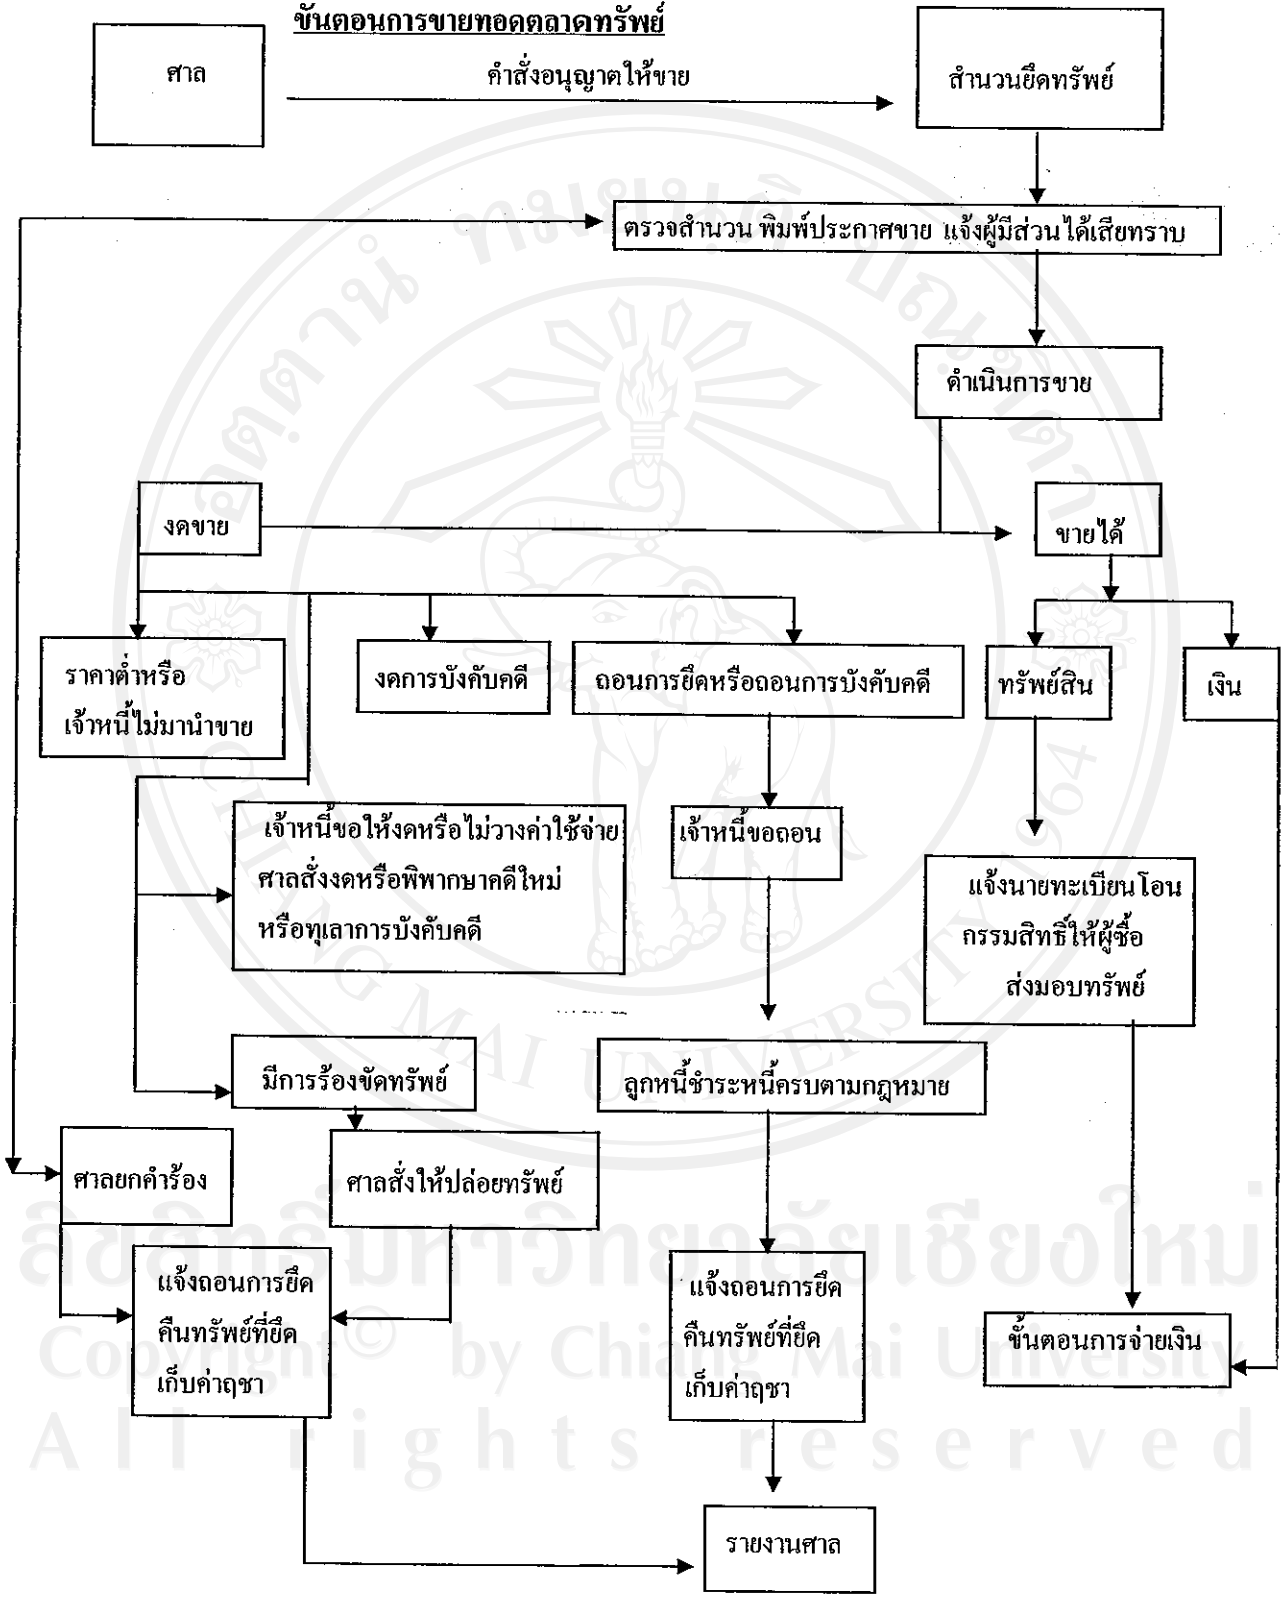 ขั้นตอนการขายทอดตลาดทรัพย์
ศาล
คำสั่งอนุญาตให้ขาย
สำนวนยึดทรัพย์
ตรวจสำนวน พิมพ์ประกาศขาย แจ้งผู้มีส่วนได้เสียทราบ
ดำเนินการขาย
งดขาย
ขายได้
ราคาต่ำหรือ
เจ้าหนี้ไม่มานำขาย
งดการบังคับคดี
ถอนการยึดหรือถอนการบังคับคดี
ทรัพย์สิน
เงิน
เจ้าหนี้ขอให้งดหรือไม่วางค่าใช้จ่าย
ศาลสั่งงดหรือพิพากษาคดีใหม่
หรือทุเลาการบังคับคดี
เจ้าหนี้ขอถอน
แจ้งนายทะเบียนโอน
กรรมสิทธิ์ให้ผู้ซื้อ
ส่งมอบทรัพย์
มีการร้องขัดทรัพย์
ลูกหนี้ชำระหนี้ครบตามกฎหมาย
ศาลยกคำร้อง
ศาลสั่งให้ปล่อยทรัพย์
แจ้งถอนการยึด
คืนทรัพย์ที่ยึด
เก็บค่าฤชา
แจ้งถอนการยึด
คืนทรัพย์ที่ยึด
เก็บค่าฤชา
ขั้นตอนการจ่ายเงิน
รายงานศาล
อตฺตานํ ทมยนฺติ ปณฺฑิตา
CHIANG MAI UNIVERSITY 1964
ลิขสิทธิ์มหาวิทยาลัยเชียงใหม่
Copyright © by Chiang Mai University
All rights reserved